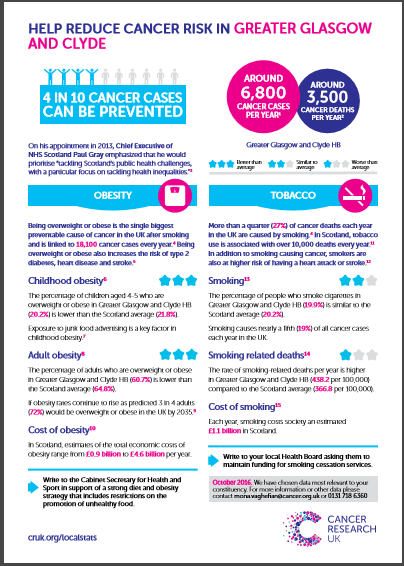 HELP REDUCE CANCER RISK IN GREATER GLASGOW
AND CLYDE
4 IN 10 CANCER CASES
CAN BE PREVENTED
AROUND
6,800
CANCER CASES
PER YEAR¹
AROUND
3,500
CANCER DEATHS
PER YEAR²
Greater Glasgow and Clyde HB
On his appointment in 2013, Chief Executive of
NHS Scotland Paul Gray emphasized that he would
prioritise "tackling Scotland's public health challenges,
with a particular focus on tackling health inequalities."³
Better than
average
Similar to
average
Worse than
average
OBESITY
Being overweight or obese is the single biggest
preventable cause of cancer in the UK after smoking
and is linked to 18,100 cancer cases every year.⁴ Being
overweight or obese also increases the risk of type 2
diabetes, heart disease and stroke.⁵
Childhood obesity⁶
The percentage of children aged 4-5 who are
overweight or obese in Greater Glasgow and Clyde HB
(20.2%) is lower than the Scotland average (21.8%).
Exposure to junk food advertising is a key factor in
childhood obesity.⁷
Adult obesity⁸
The percentage of adults who are overweight or obese
in Greater Glasgow and Clyde HB (60.7%) is lower than
the Scotland average (64.8%).
If obesity rates continue to rise as predicted 3 in 4 adults
(72%) would be overweight or obese in the UK by 2035.⁹
Cost of obesity¹⁰
In Scotland, estimates of the total economic costs of
obesity range from £0.9 billion to £4.6 billion per year.
Write to the Cabinet Secretary for Health and
Sport in support of a strong diet and obesity
strategy that includes restrictions on the
promotion of unhealthy food.
cruk.org/localstats
TOBACCO
More than a quarter (27%) of cancer deaths each year
in the UK are caused by smoking.⁴ In Scotland, tobacco
use is associated with over 10,000 deaths every year.¹¹
In addition to smoking causing cancer, smokers are
also at higher risk of having a heart attack or stroke.¹²
Smoking¹³
The percentage of people who smoke cigarettes in
Greater Glasgow and Clyde HB (19.9%) is similar to the
Scotland average (20.2%).
Smoking causes nearly a fifth (19%) of all cancer cases
each year in the UK.
Smoking related deaths¹⁴
The rate of smoking-related deaths per year is higher
in Greater Glasgow and Clyde HB (438.2 per 100,000)
compared to the Scotland average (366.8 per 100,000).
Cost of smoking¹⁵
Each year, smoking costs society an estimated
£1.1 billion in Scotland.
Write to your local Health Board asking them to
maintain funding for smoking cessation services.
October 2016. We have chosen data most relevant to your
constituency. For more information or other data please
contact mona.vaghefian@cancer.org.uk or 0131 718 6360
CANCER
RESEARCH
UK